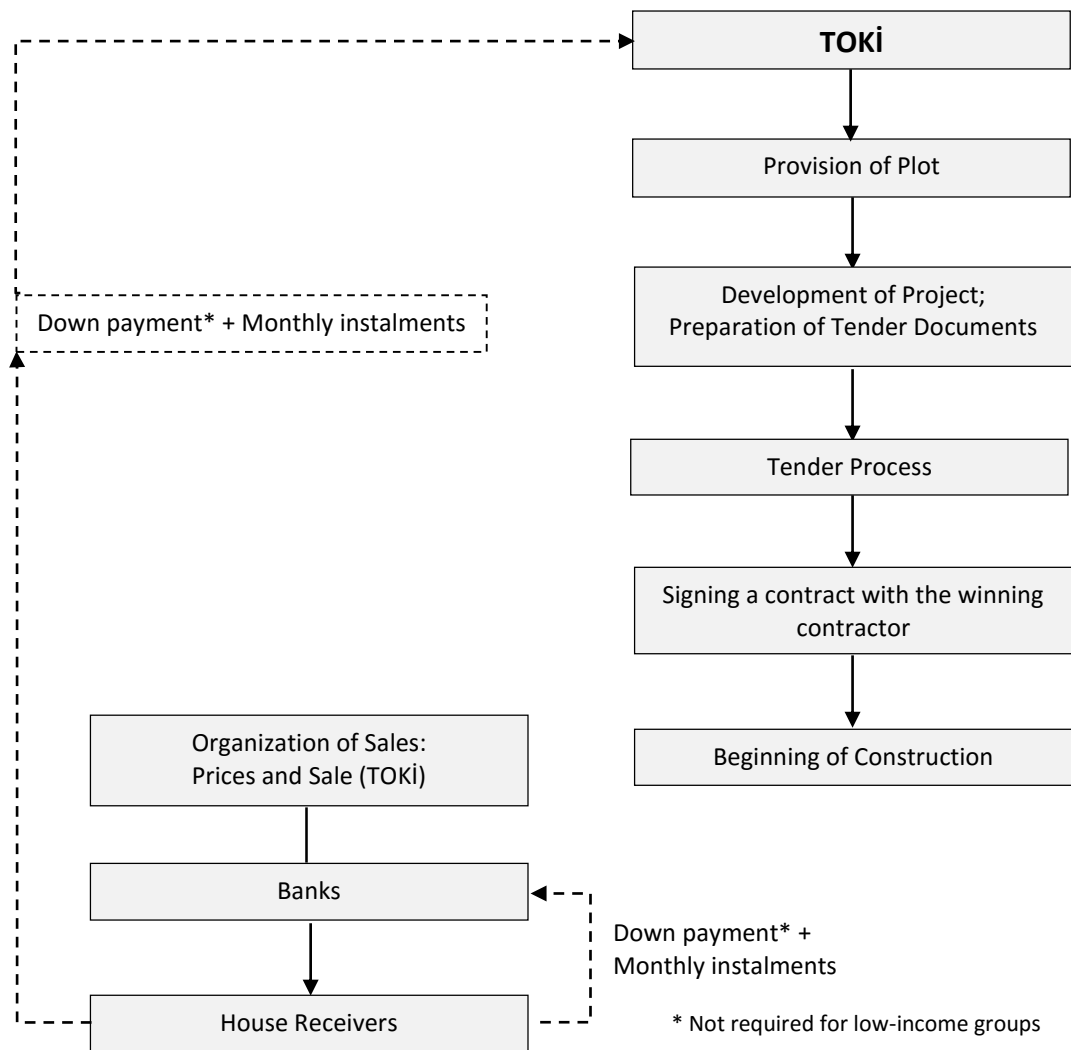 TOKİ
Provision of Plot
Development of Project;
Preparation of Tender Documents
Down payment* + Monthly instalments
Tender Process
Signing a contract with the winning
contractor
Beginning of Construction
Organization of Sales:
Prices and Sale (TOKİ)
Banks
Down payment* +
Monthly instalments
House Receivers
* Not required for low-income groups